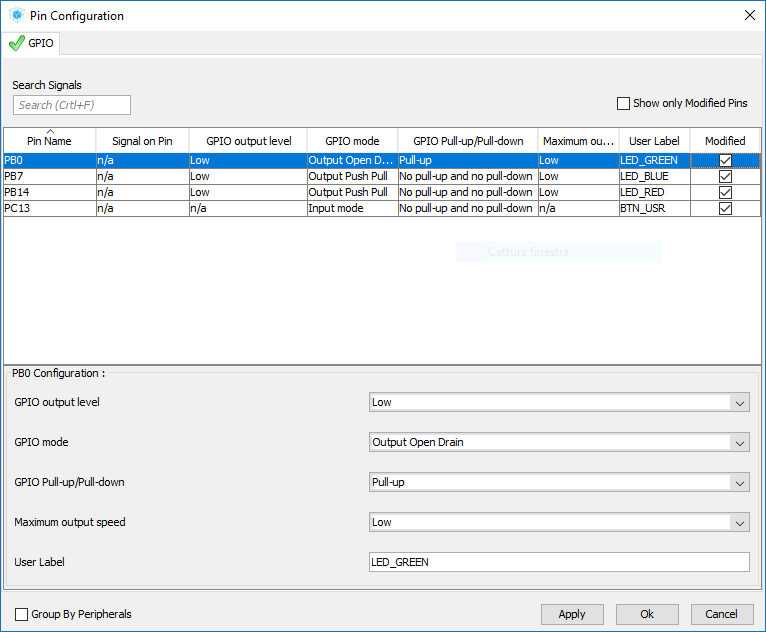 Pin Configuration
GPIO
Search Signals
Search (Crtl+F)
Show only Modified Pins
Pin Name Signal on Pin GPIO output level GPIO mode GPIO Pull-up/Pull-down Maximum ou... User Label Modified
PB0 n/a Low Output Open D... Pull-up Low LED_GREEN
PB7 n/a Low Output Push Pull No pull-up and no pull-down Low LED_BLUE
PB14 n/a Low Output Push Pull No pull-up and no pull-down Low LED_RED
PC13 n/a n/a Input mode No pull-up and no pull-down n/a BTN_USR
Cattura finestra
PB0 Configuration :
GPIO output level Low
GPIO mode Output Open Drain
GPIO Pull-up/Pull-down Pull-up
Maximum output speed Low
User Label LED_GREEN
Group By Peripherals Apply Ok Cancel